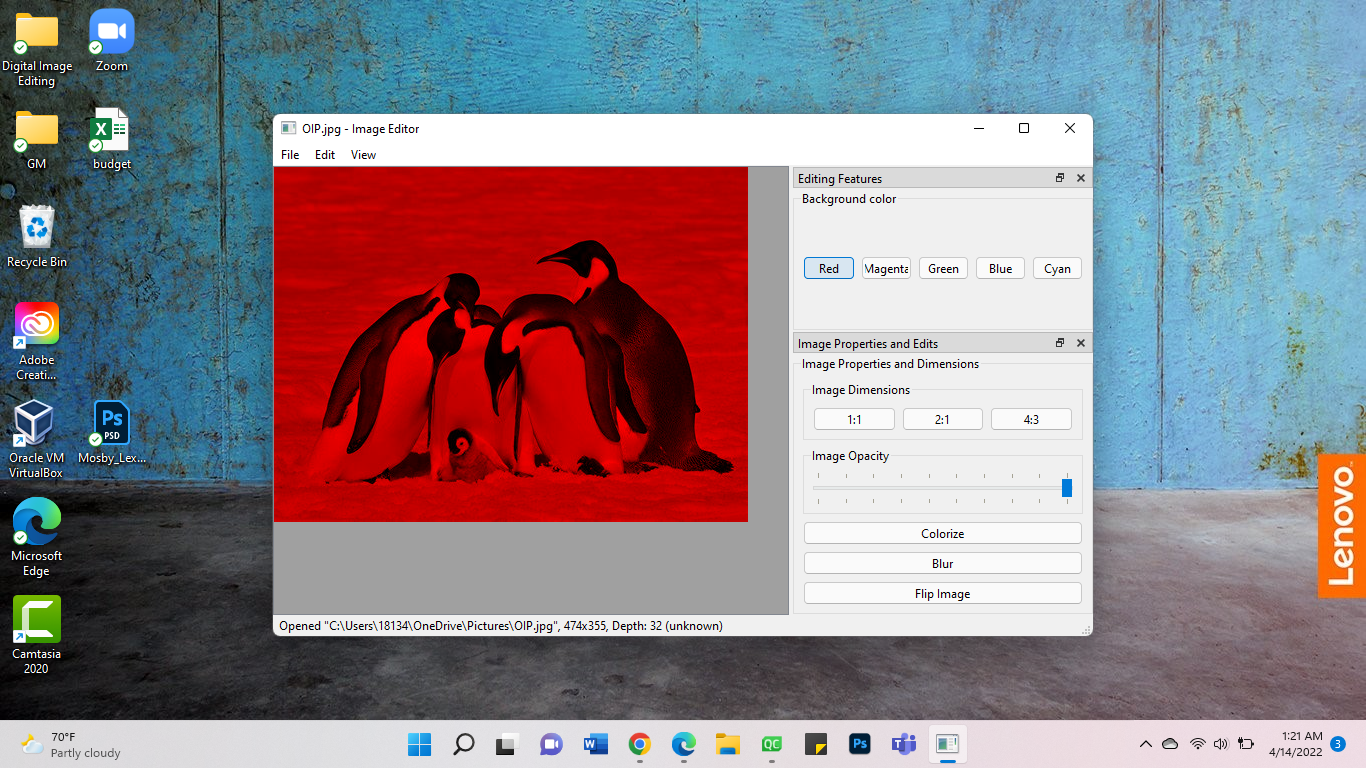 Digital Image
Editing
Zoom
GM
budget
Recycle Bin
Adobe
Creati...
Oracle VM
VirtualBox
Ps
PSD
Mosby_Lex...
Microsoft
Edge
Camtasia
2020
OIP.jpg - Image Editor
File Edit View
Editing Features
Background color
Red Magenta Green Blue Cyan
Image Properties and Edits
Image Properties and Dimensions
Image Dimensions
1:1 2:1 4:3
Image Opacity
Colorize
Blur
Flip Image
Opened "C:\Users\18134\OneDrive\Pictures\OIP.jpg", 474x355, Depth: 32 (unknown)
Lenovo
70°F
Partly cloudy
W
QC
Ps
1:21 AM
4/14/2022
3